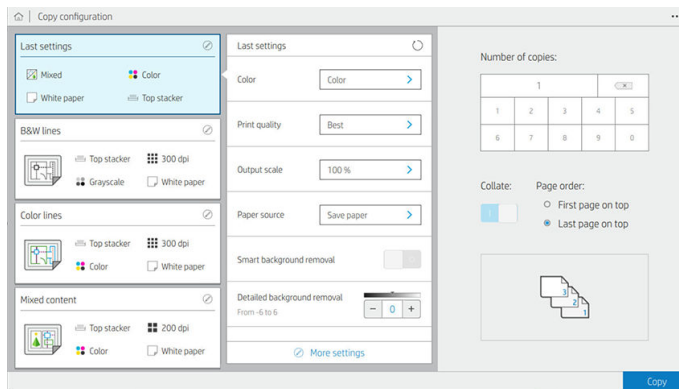 Copy configuration
Last settings
Mixed
Color
White paper
Top stacker
B&W lines
Top stacker
300 dpi
Grayscale
White paper
Color lines
Top stacker
300 dpi
Color
White paper
Mixed content
Top stacker
200 dpi
Color
White paper
Last settings
Color
Color
Print quality
Best
Output scale
100 %
Paper source
Save paper
Smart background
removal
Detailed background removal
From -6 to 6
− 0 +
More settings
Number of copies:
1
1 2 3 4 5
6 7 8 9 0
Collate:
Page order:
First page on top
Last page on top
3
2
1
Copy